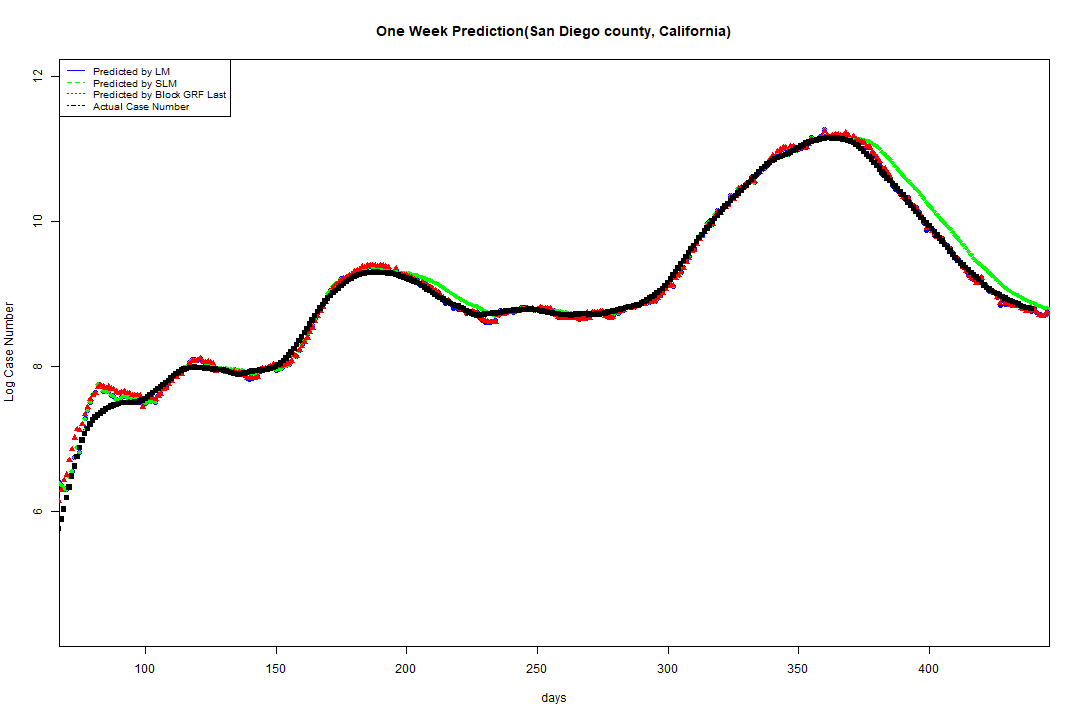 One Week Prediction(San Diego county, California)
12
10
8
6
Log Case Number
Predicted by LM
Predicted by SLM
Predicted by Block GRF Last
Actual Case Number
100 150 200 250 300 350 400
days